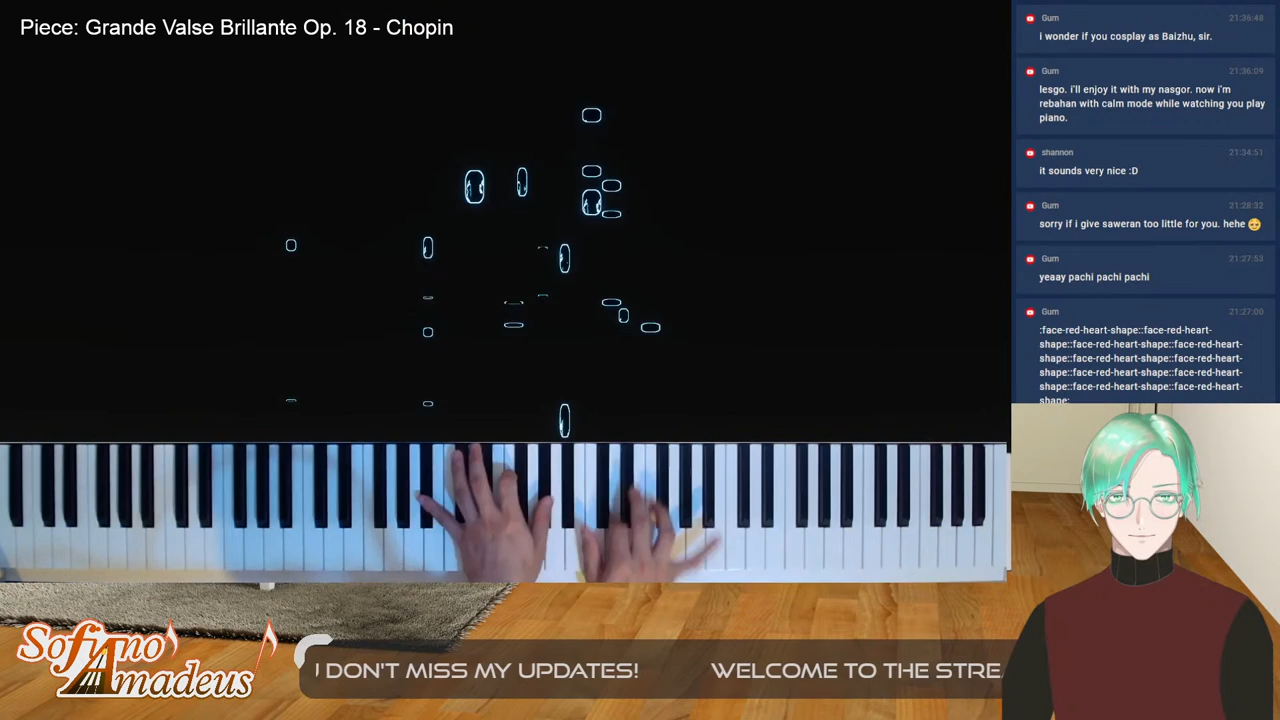 Piece: Grande Valse Brillante Op. 18 - Chopin
Gum 21:36:48
i wonder if you cosplay as Baizhu, sir.
Gum 21:36:09
lesgo. i'll enjoy it with my nasgor. now i'm
rebahan with calm mode while watching you play
piano.
shannon 21:34:51
it sounds very nice :D
Gum 21:28:32
sorry if i give saweran too little for you. hehe 🥺
Gum 21:27:53
yeaay pachi pachi pachi
Gum 21:27:00
:face-red-heart-shape::face-red-heart-
shape::face-red-heart-shape::face-red-heart-
shape::face-red-heart-shape::face-red-heart-
shape::face-red-heart-shape::face-red-heart-
shape::face-red-heart-shape::face-red-heart-
shape:
Sofiano
Amadeus
DON'T MISS MY UPDATES! WELCOME TO THE STRE